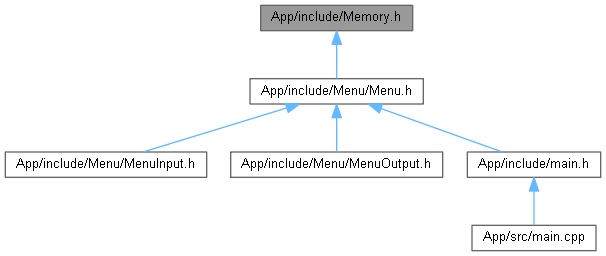 App/include/Memory.h
App/include/Menu/Menu.h
App/include/Menu/MenuInput.h
App/include/Menu/MenuOutput.h
App/include/main.h
App/src/main.cpp